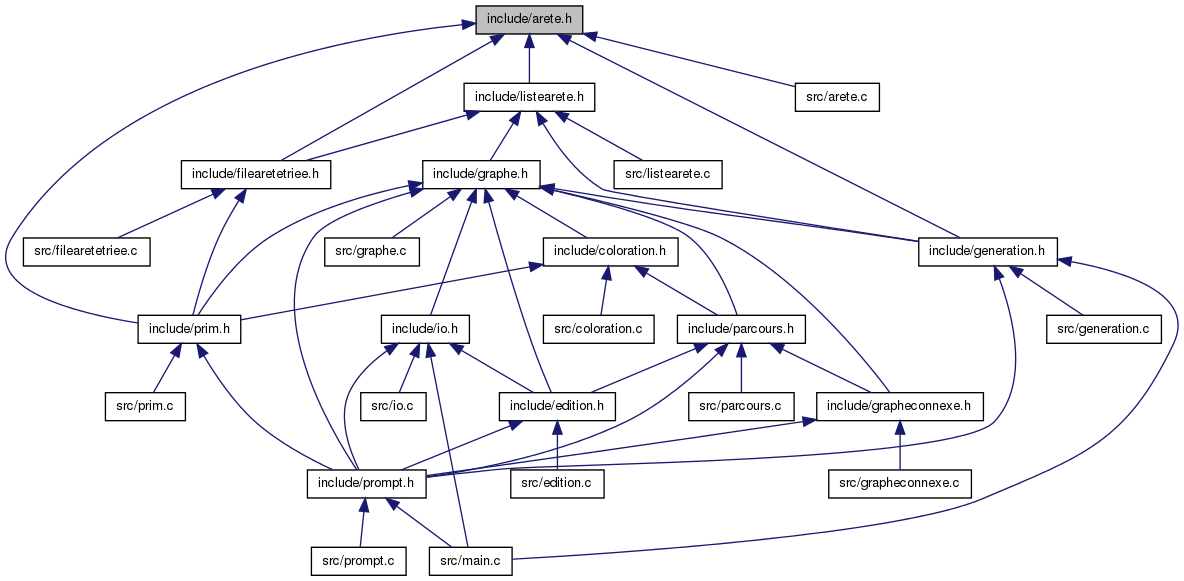 include/arete.h
include/listearete.h
src/arete.c
include/filearetetriee.h
include/graphe.h
src/listearete.c
src/filearetetriee.c
src/graphe.c
include/coloration.h
include/generation.h
include/prim.h
include/io.h
src/coloration.c
include/parcours.h
src/generation.c
src/prim.c
src/io.c
include/edition.h
src/parcours.c
include/grapheconnexe.h
include/prompt.h
src/edition.c
src/grapheconnexe.c
src/prompt.c
src/main.c